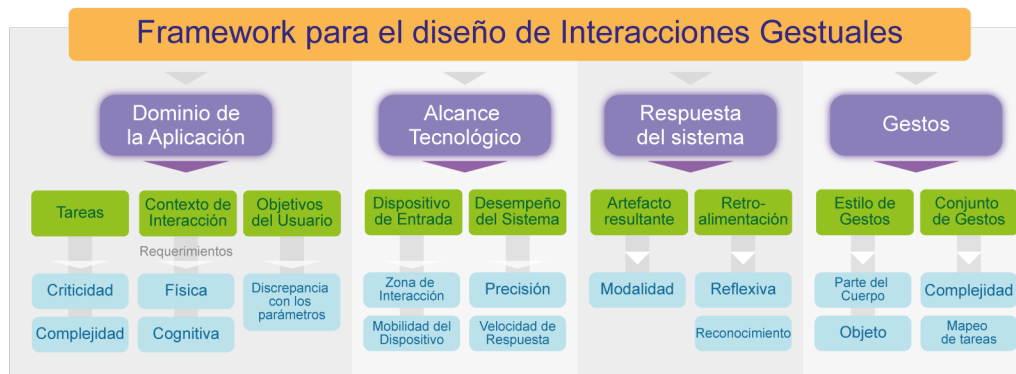 Framework para el diseño de Interacciones Gestuales
Dominio de
la Aplicación
Alcance
Tecnológico
Respuesta
del sistema
Gestos
Tareas
Contexto de
Interacción
Objetivos
del Usuario
Dispositivo
de Entrada
Desempeño
del Sistema
Artefacto
resultante
Retro-
alimentación
Estilo de
Gestos
Conjunto
de Gestos
Requerimientos
Criticidad
Física
Discrepancia
con los
parámetros
Zona de
Interacción
Precisión
Modalidad
Reflexiva
Parte del
Cuerpo
Complejidad
Complejidad
Cognitiva
Mobilidad del
Dispositivo
Velocidad de
Respuesta
Reconocimiento
Objeto
Mapeo
de tareas